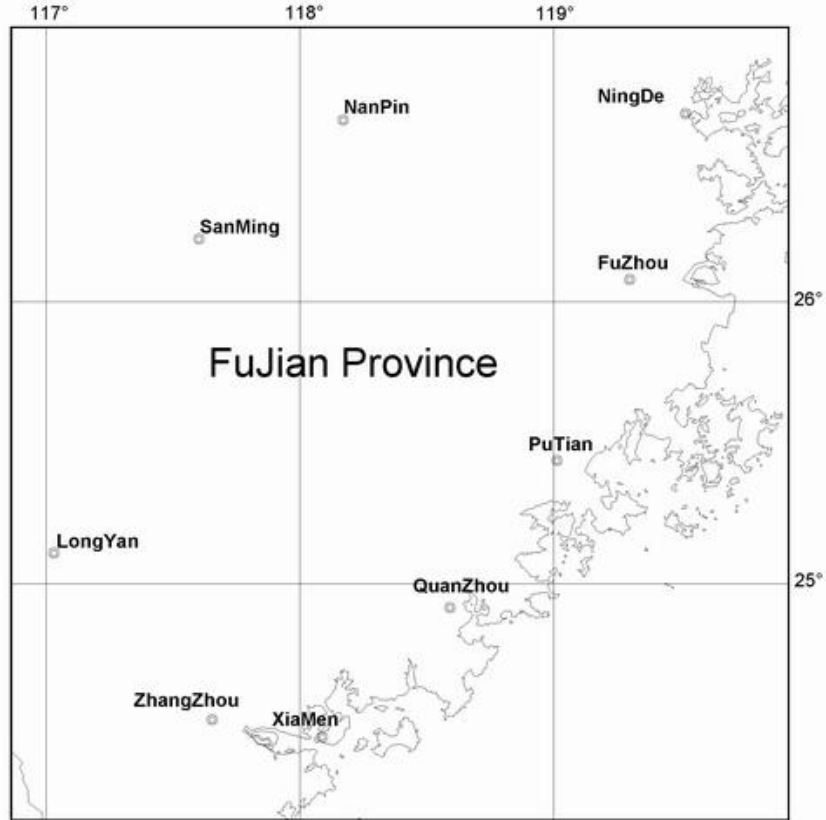 117° 118° 119°
NingDe
NanPin
SanMing
FuZhou
26°
FuJian Province
PuTian
LongYan
25°
QuanZhou
ZhangZhou
XiaMen